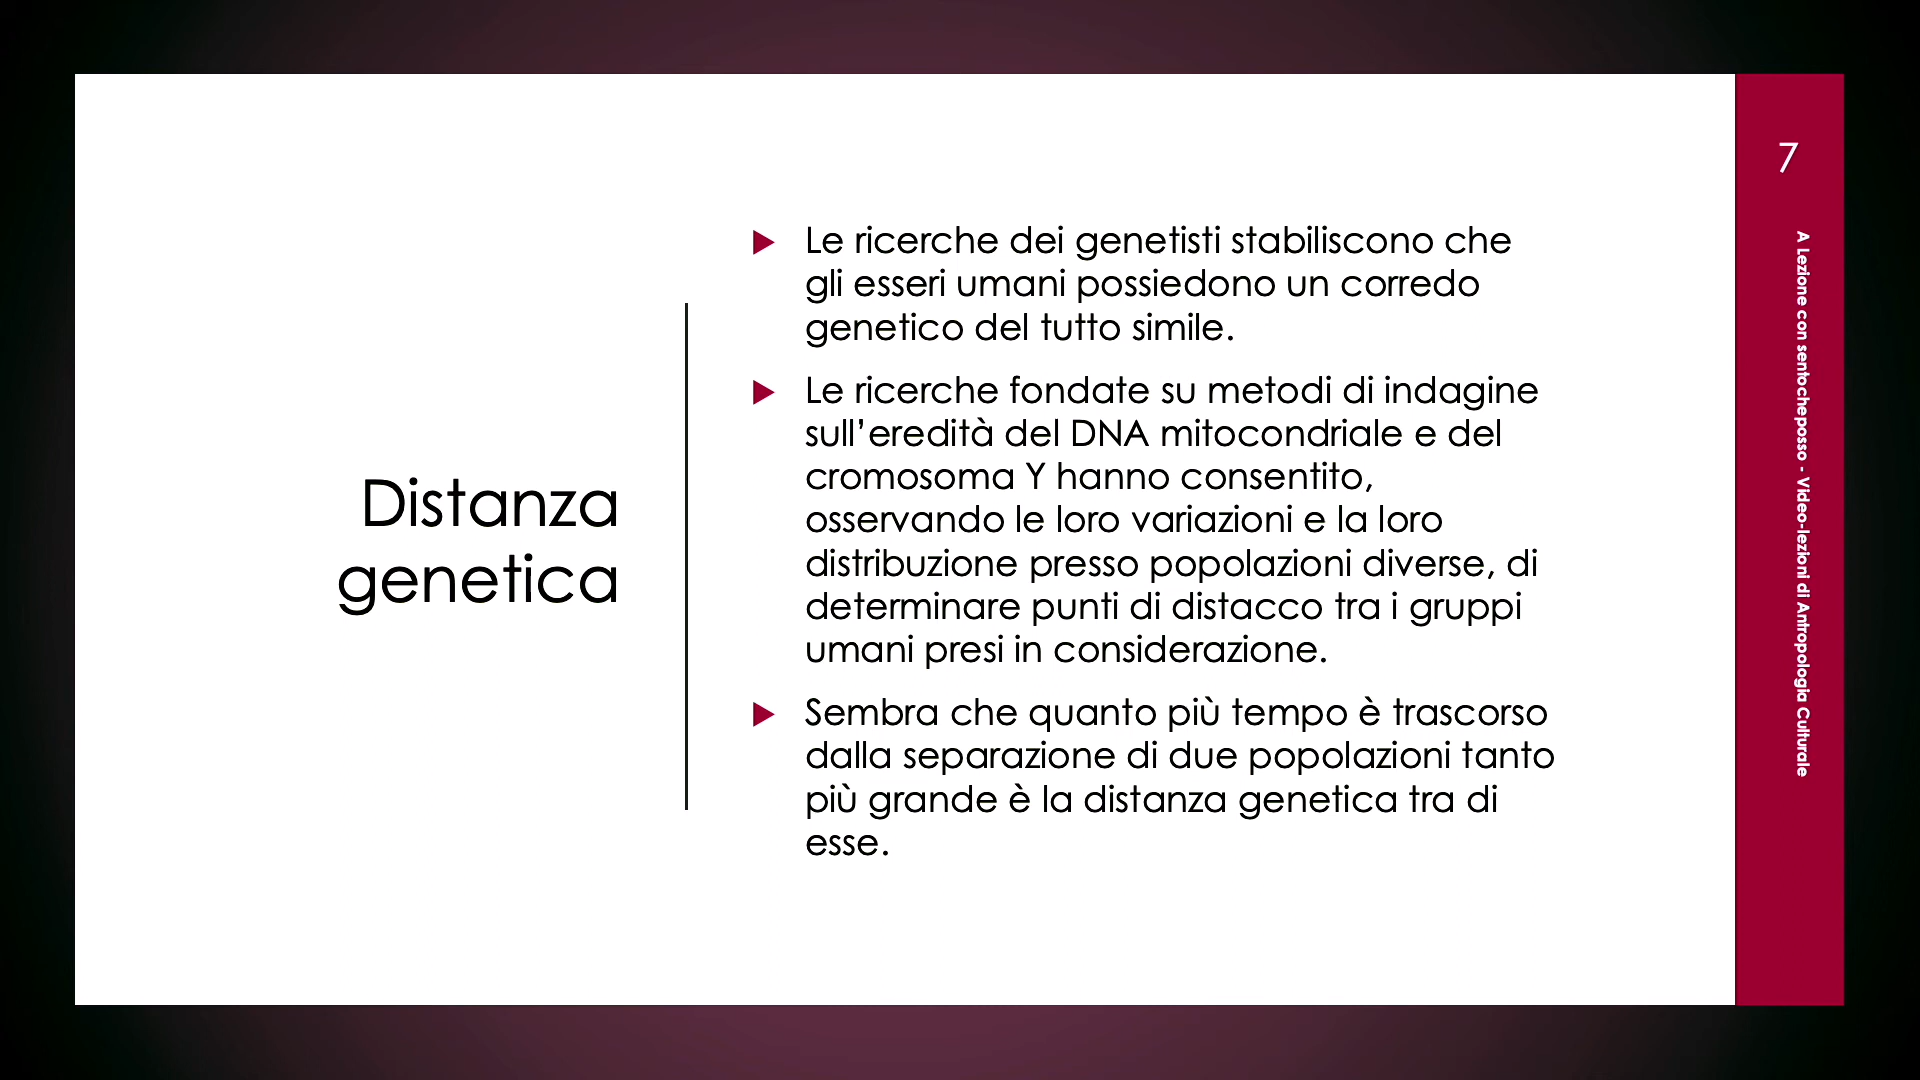 Distanza
genetica
Le ricerche dei genetisti stabiliscono che
gli esseri umani possiedono un corredo
genetico del tutto simile.
Le ricerche fondate su metodi di indagine
sull’eredità del DNA mitocondriale e del
cromosoma Y hanno consentito,
osservando le loro variazioni e la loro
distribuzione presso popolazioni diverse, di
determinare punti di distacco tra i gruppi
umani presi in considerazione.
Sembra che quanto più tempo è trascorso
dalla separazione di due popolazioni tanto
più grande è la distanza genetica tra di
esse.
7
A Lezione con sentocheposso - Video-lezioni di Antropologia Culturale